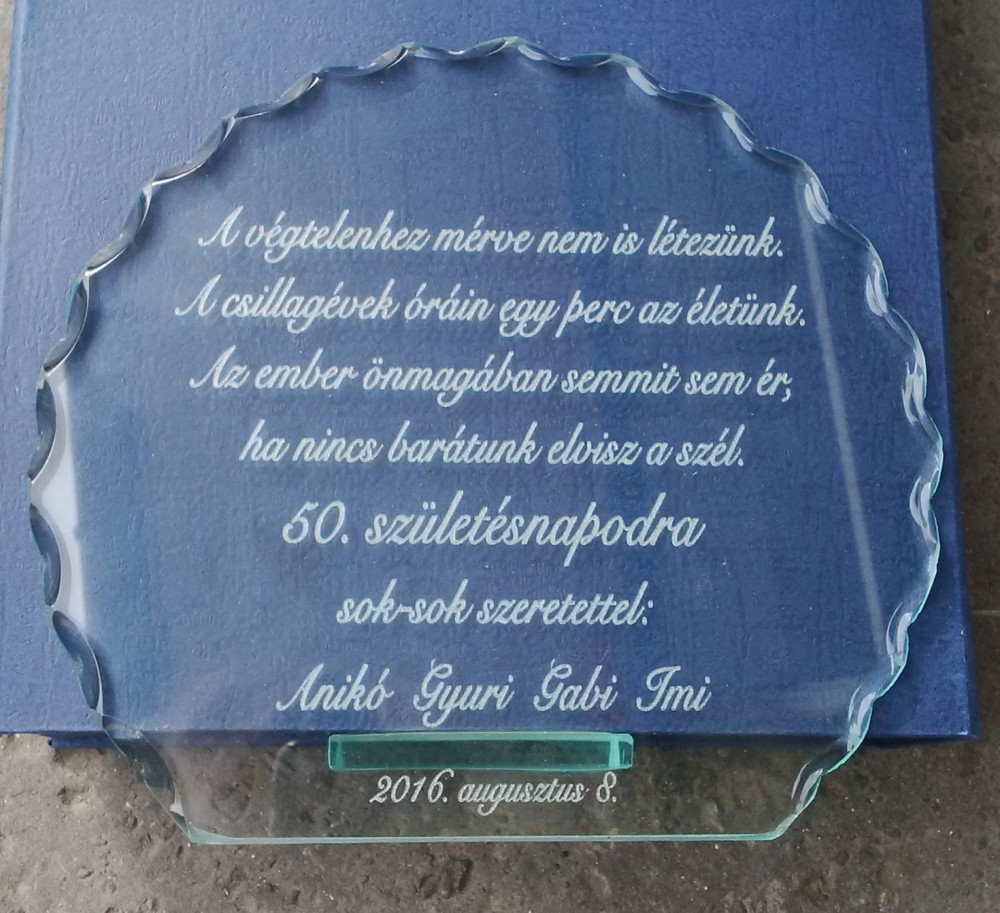 A végtelenhez mérve nem is létezünk.
A csillagévek óráin egy perc az életünk.
Az ember önmagában semmit sem ér,
ha nincs barátunk elvisz a szél.
50. születésnapodra
sok-sok szeretettel:
Anikó Gyuri Gabi Imi
2016. augusztus 8.